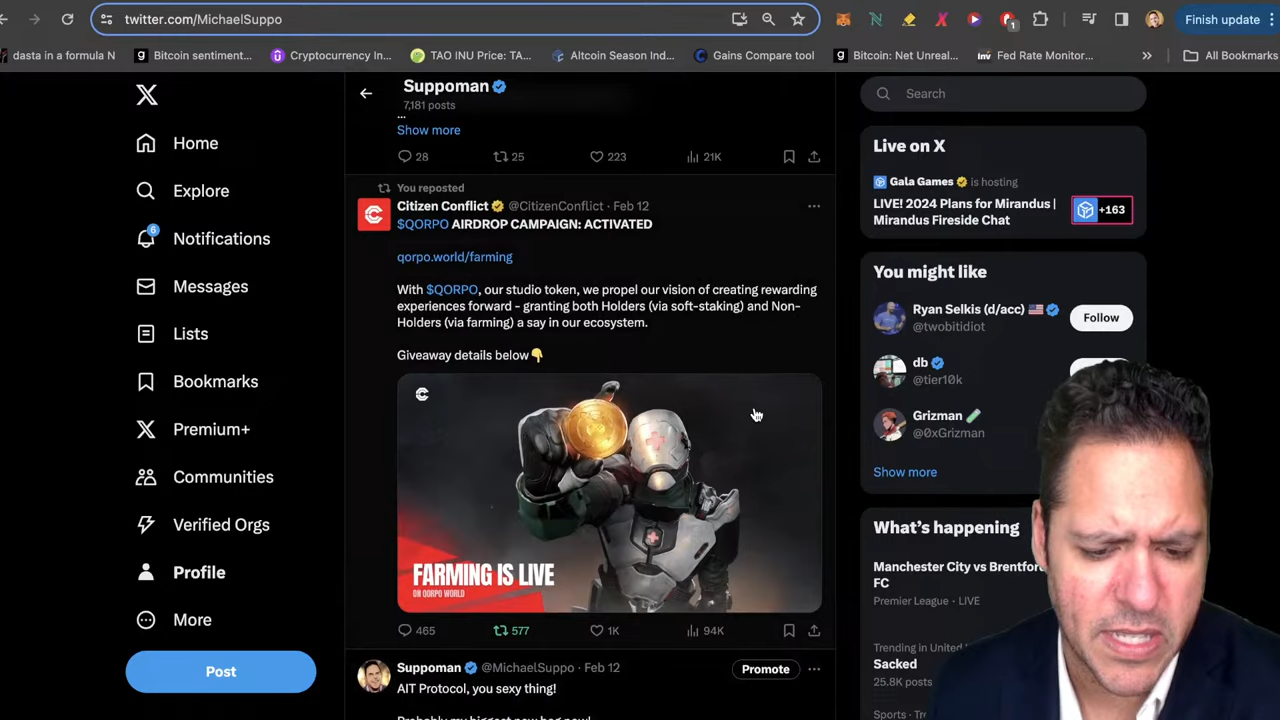 twitter.com/MichaelSuppo
Finish update
dasta in a formula N
Bitcoin sentiment...
Cryptocurrency In...
TAO INU Price: TA...
Altcoin Season Ind...
Gains Compare tool
Bitcoin: Net Unreal...
Fed Rate Monitor...
All Bookmarks
Home
Explore
6
Notifications
Messages
Lists
Bookmarks
Premium+
Communities
Verified Orgs
Profile
More
Post
Suppoman
7,181 posts
...
Show more
28
25
223
21K
You reposted
Citizen Conflict @CitizenConflict · Feb 12
$QORPO AIRDROP CAMPAIGN: ACTIVATED
qorpo.world/farming
With $QORPO, our studio token, we propel our vision of creating rewarding
experiences forward - granting both Holders (via soft-staking) and Non-
Holders (via farming) a say in our ecosystem.
Giveaway details below👇
FARMING IS LIVE
ON QORPO WORLD
465
577
1K
94K
Suppoman @MichaelSuppo · Feb 12
Promote
AIT Protocol, you sexy thing!
Probably my biggest new bag now!
Search
Live on X
Gala Games is hosting
LIVE! 2024 Plans for Mirandus |
Mirandus Fireside Chat
+163
You might like
Ryan Selkis (d/acc)
@twobitidiot
Follow
db
@tier10k
Grizman
@0xGrizman
Show more
What's happening
Manchester City vs Brentford
FC
Premier League · LIVE
Trending in United
Sacked
25.8K posts
Sports · Tr